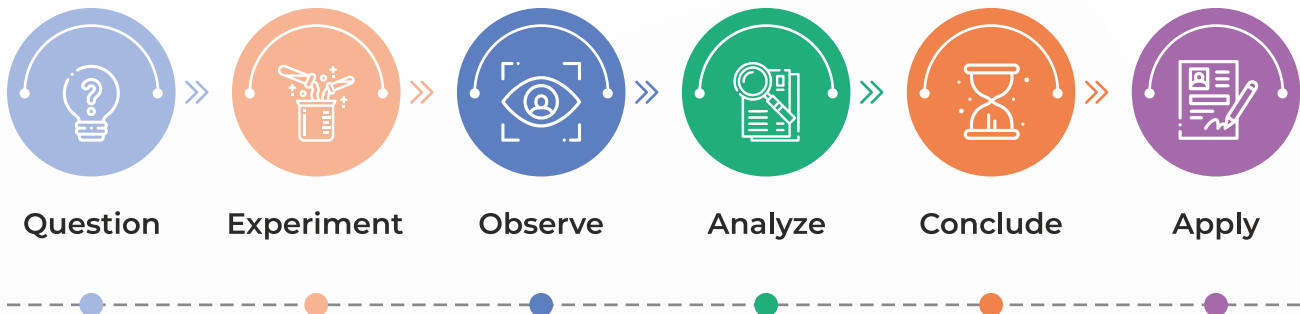 Question
Experiment
Observe
Analyze
Conclude
Apply